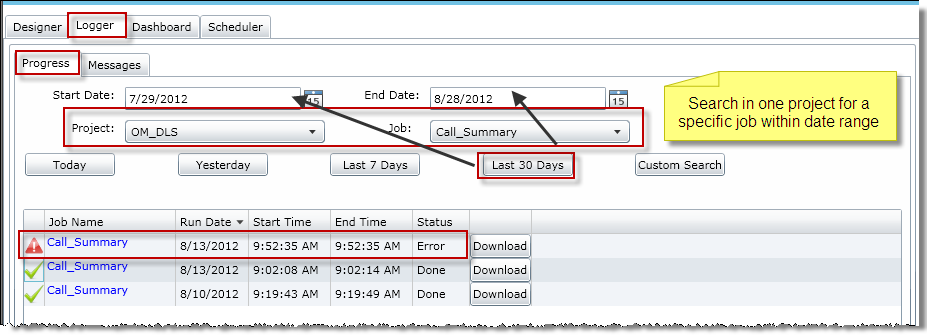 Designer Logger Dashboard Scheduler
Progress Messages
Start Date: 7/29/2012 15 End Date: 8/28/2012 15
Project: OM_DLS Job: Call_Summary
Search in one project for a
specific job within date range
Today Yesterday Last 7 Days Last 30 Days Custom Search
Job Name Run Date Start Time End Time Status
Call_Summary 8/13/2012 9:52:35 AM 9:52:35 AM Error Download
Call_Summary 8/13/2012 9:02:08 AM 9:02:14 AM Done Download
Call_Summary 8/10/2012 9:19:43 AM 9:19:49 AM Done Download